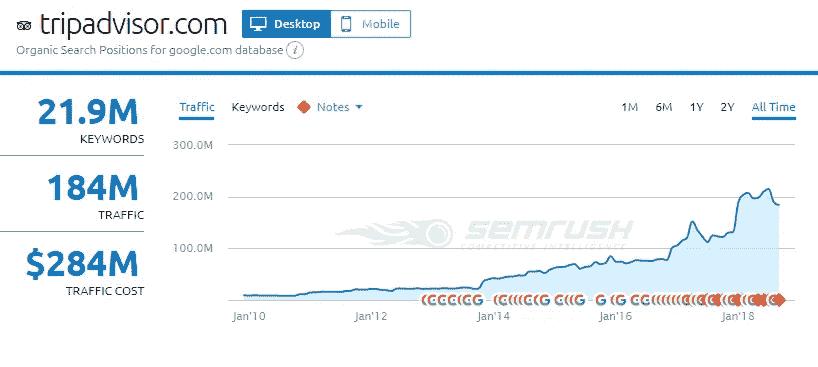 tripadvisor.com
Desktop
Mobile
Organic Search Positions for google.com database i
21.9M
KEYWORDS
184M
TRAFFIC
$284M
TRAFFIC COST
Traffic Keywords Notes 1M 6M 1Y 2Y All Time
300.0M
200.0M
100.0M
SEMRUSH
COMPETITIVE INTELLIGENCE
Jan'10 Jan'12 Jan'14 Jan'16 Jan'18